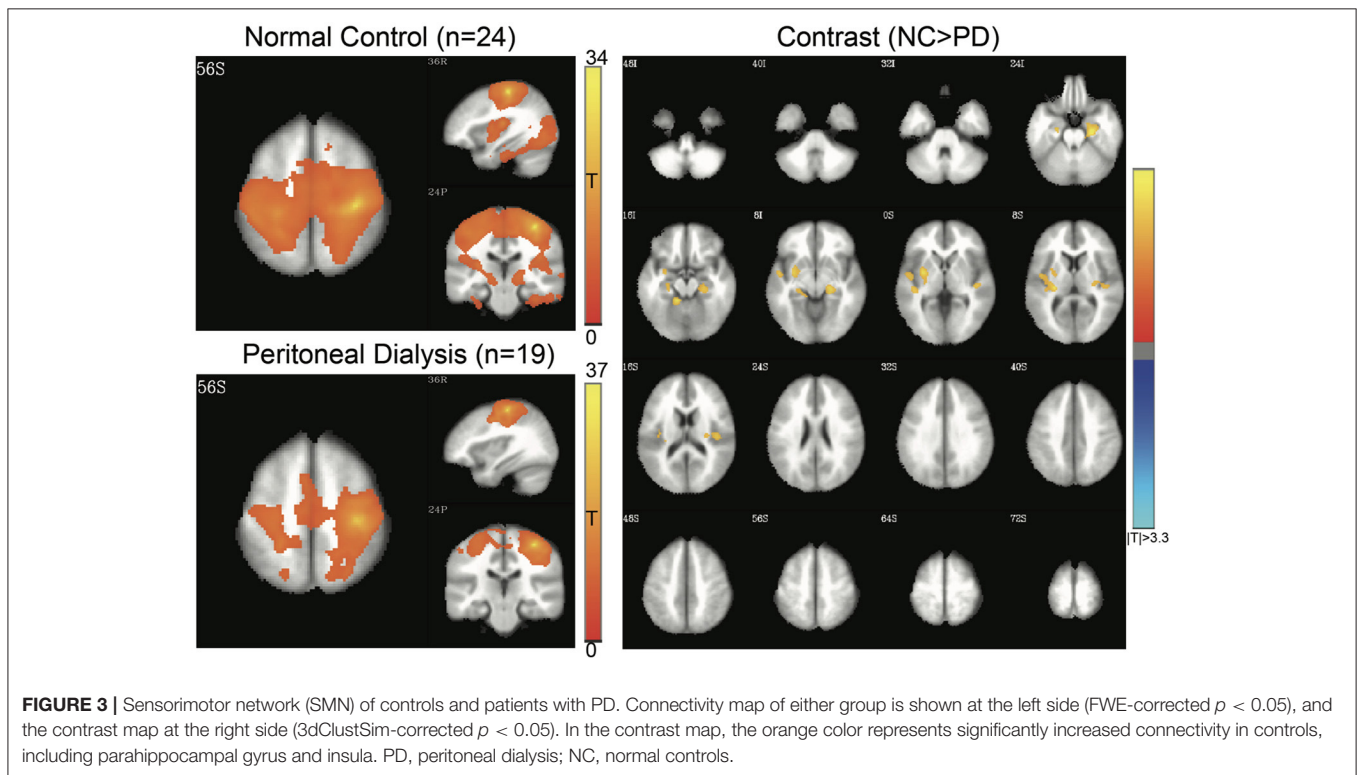 Normal Control (n=24)
56S
36R
24P
34
T
0
Peritoneal Dialysis (n=19)
56S
36R
24P
37
T
0
Contrast (NC>PD)
48I
40I
32I
24I
16I
8I
0S
8S
16S
24S
32S
40S
48S
56S
64S
72S
|T|>3.3
FIGURE 3 | Sensorimotor network (SMN) of controls and patients with PD. Connectivity map of either group is shown at the left side (FWE-corrected p < 0.05), and
the contrast map at the right side (3dClustSim-corrected p < 0.05). In the contrast map, the orange color represents significantly increased connectivity in controls,
including parahippocampal gyrus and insula. PD, peritoneal dialysis; NC, normal controls.